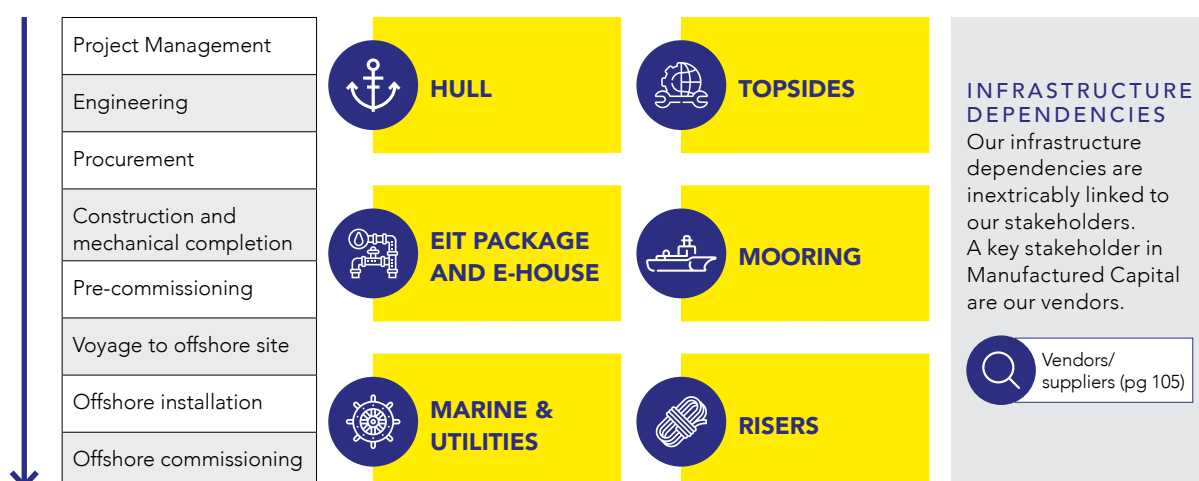 Project Management
Engineering
Procurement
Construction and
mechanical completion
Pre-commissioning
Voyage to offshore site
Offshore installation
Offshore commissioning
HULL
TOPSIDES
EIT PACKAGE
AND E-HOUSE
MOORING
MARINE &
UTILITIES
RISERS
INFRASTRUCTURE
DEPENDENCIES
Our infrastructure
dependencies are
inextricably linked to
our stakeholders.
A key stakeholder in
Manufactured Capital
are our vendors.
Vendors/
suppliers (pg 105)